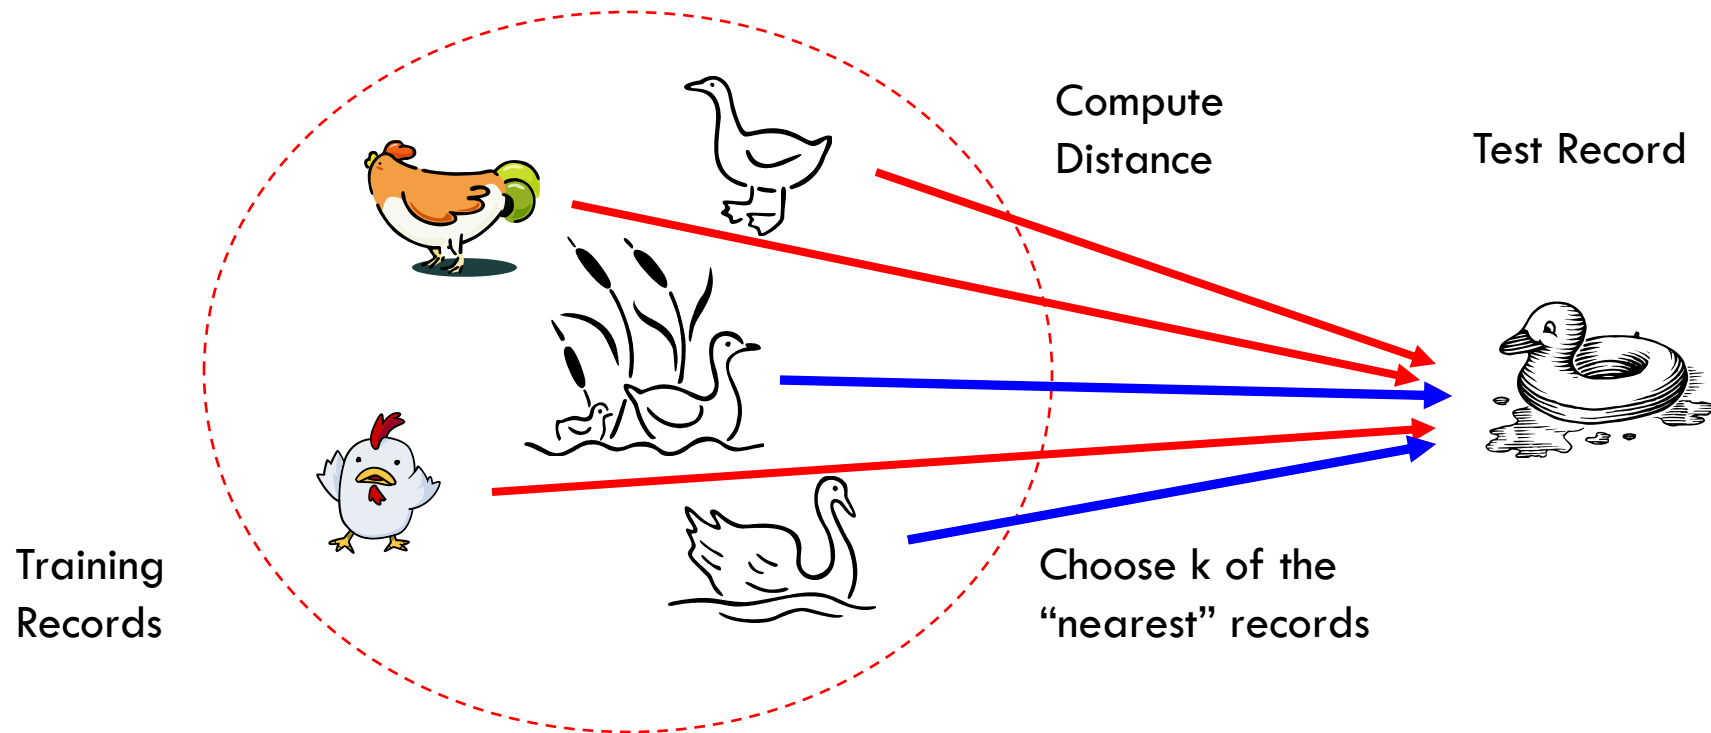 Compute
Distance
Test Record
Training
Records
Choose k of the
“nearest” records